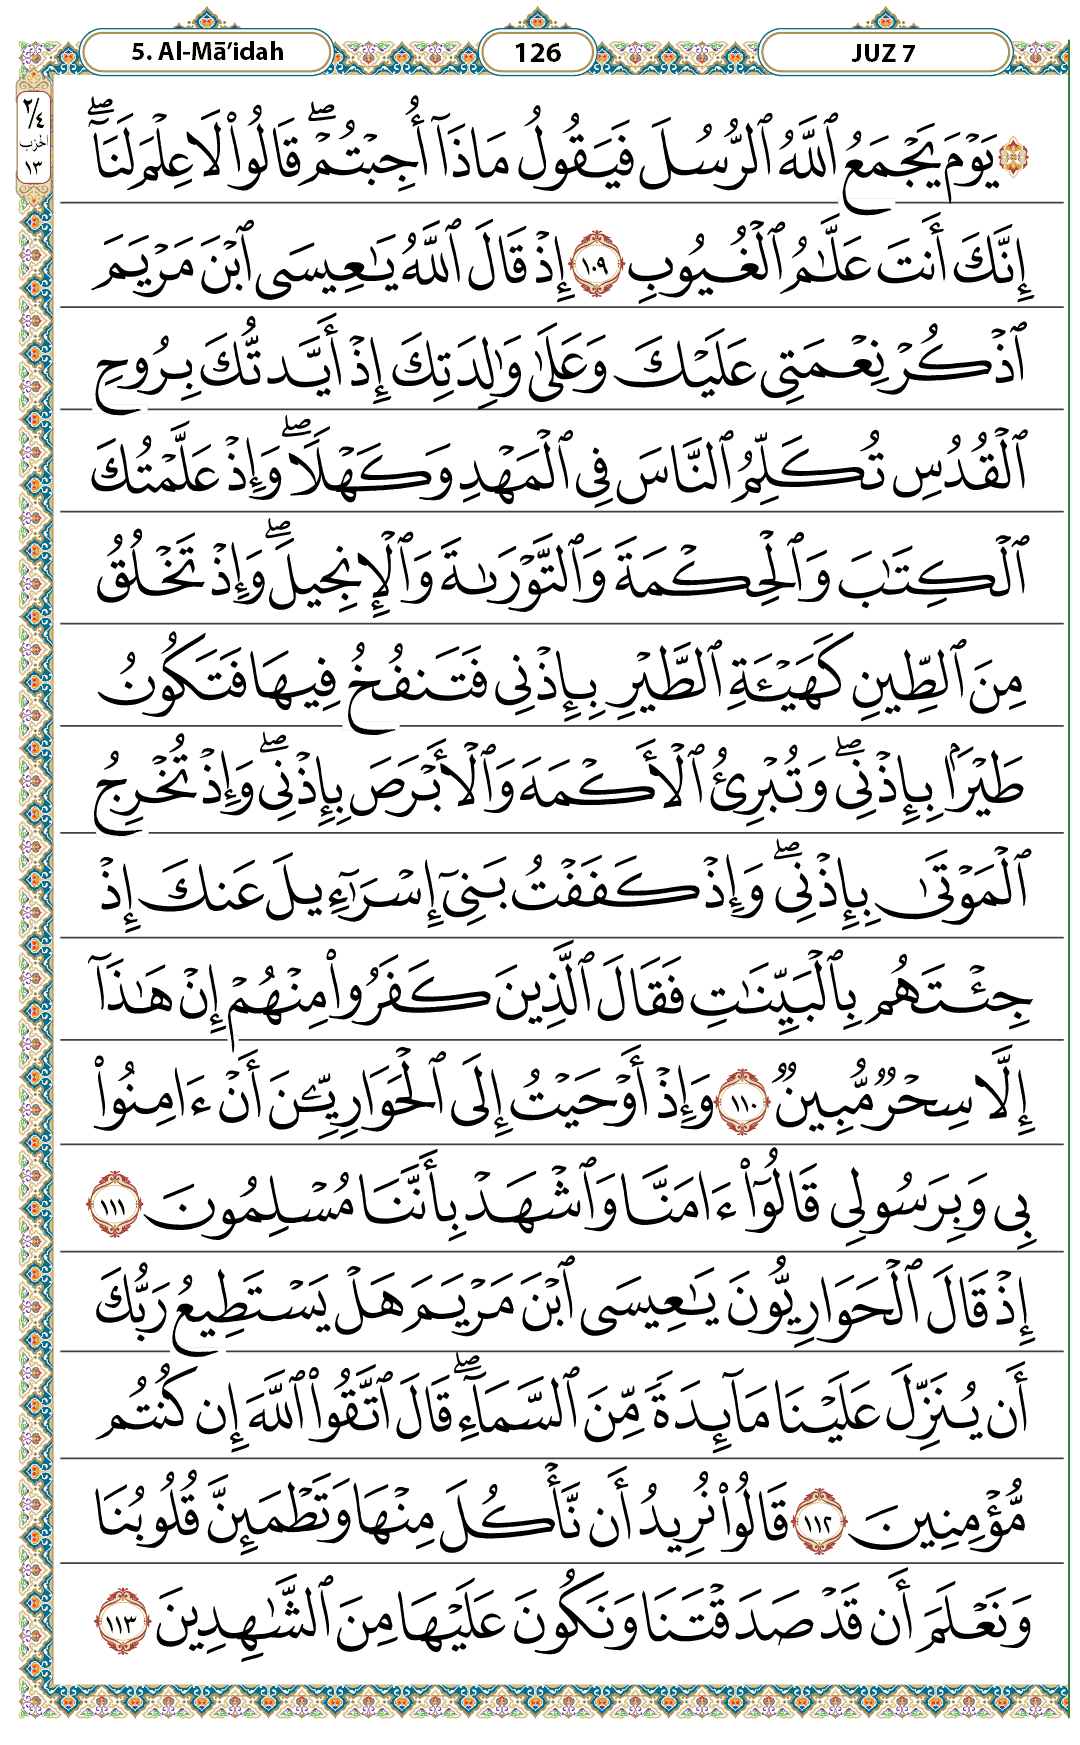 5. Al-Mā’idah 126 JUZ 7
٢/٤
الحزب
١٣
۞ يَوْمَ يَجْمَعُ ٱللَّهُ ٱلرُّسُلَ فَيَقُولُ مَاذَآ أُجِبْتُمْ ۖ قَالُوا۟ لَا عِلْمَ لَنَآ ۖ
إِنَّكَ أَنتَ عَلَّـٰمُ ٱلْغُيُوبِ ١٠٩ إِذْ قَالَ ٱللَّهُ يَـٰعِيسَى ٱبْنَ مَرْيَمَ
ٱذْكُرْ نِعْمَتِى عَلَيْكَ وَعَلَىٰ وَٰلِدَتِكَ إِذْ أَيَّدتُّكَ بِرُوحِ
ٱلْقُدُسِ تُكَلِّمُ ٱلنَّاسَ فِى ٱلْمَهْدِ وَكَهْلًا ۖ وَإِذْ عَلَّمْتُكَ
ٱلْكِتَـٰبَ وَٱلْحِكْمَةَ وَٱلتَّوْرَىٰةَ وَٱلْإِنجِيلَ ۖ وَإِذْ تَخْلُقُ
مِنَ ٱلطِّينِ كَهَيْـَٔةِ ٱلطَّيْرِ بِإِذْنِى فَتَنفُخُ فِيهَا فَتَكُونُ
طَيْرًۢا بِإِذْنِى ۖ وَتُبْرِئُ ٱلْأَكْمَهَ وَٱلْأَبْرَصَ بِإِذْنِى ۖ وَإِذْ تُخْرِجُ
ٱلْمَوْتَىٰ بِإِذْنِى ۖ وَإِذْ كَفَفْتُ بَنِىٓ إِسْرَٰٓءِيلَ عَنكَ إِذْ
جِئْتَهُم بِٱلْبَيِّنَـٰتِ فَقَالَ ٱلَّذِينَ كَفَرُوا۟ مِنْهُمْ إِنْ هَـٰذَآ
إِلَّا سِحْرٌ مُّبِينٌ ١١٠ وَإِذْ أَوْحَيْتُ إِلَى ٱلْحَوَارِيِّـۧنَ أَنْ ءَامِنُوا۟
بِى وَبِرَسُولِى قَالُوٓا۟ ءَامَنَّا وَٱشْهَدْ بِأَنَّنَا مُسْلِمُونَ ١١١
إِذْ قَالَ ٱلْحَوَارِيُّونَ يَـٰعِيسَى ٱبْنَ مَرْيَمَ هَلْ يَسْتَطِيعُ رَبُّكَ
أَن يُنَزِّلَ عَلَيْنَا مَآئِدَةً مِّنَ ٱلسَّمَآءِ ۖ قَالَ ٱتَّقُوا۟ ٱللَّهَ إِن كُنتُم
مُّؤْمِنِينَ ١١٢ قَالُوا۟ نُرِيدُ أَن نَّأْكُلَ مِنْهَا وَتَطْمَئِنَّ قُلُوبُنَا
وَنَعْلَمَ أَن قَدْ صَدَقْتَنَا وَنَكُونَ عَلَيْهَا مِنَ ٱلشَّـٰهِدِينَ ١١٣